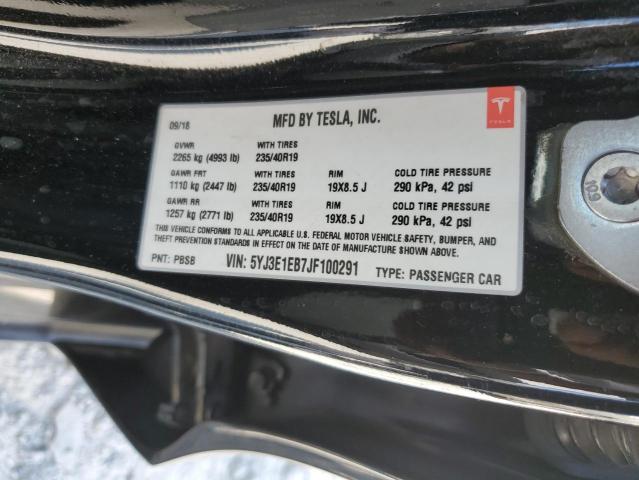 09/18
MFD BY TESLA, INC.
TESLA
GVWR WITH TIRES
2265 kg (4993 lb) 235/40R19
GAWR FRT WITH TIRES RIM COLD TIRE PRESSURE
1110 kg (2447 lb) 235/40R19 19X8.5 J 290 kPa, 42 psi
GAWR RR WITH TIRES RIM COLD TIRE PRESSURE
1257 kg (2771 lb) 235/40R19 19X8.5 J 290 kPa, 42 psi
THIS VEHICLE CONFORMS TO ALL APPLICABLE U.S. FEDERAL MOTOR VEHICLE SAFETY, BUMPER, AND
THEFT PREVENTION STANDARDS IN EFFECT ON THE DATE OF MANUFACTURE SHOWN ABOVE.
PNT: PBSB VIN: 5YJ3E1EB7JF100291 TYPE: PASSENGER CAR
10.9